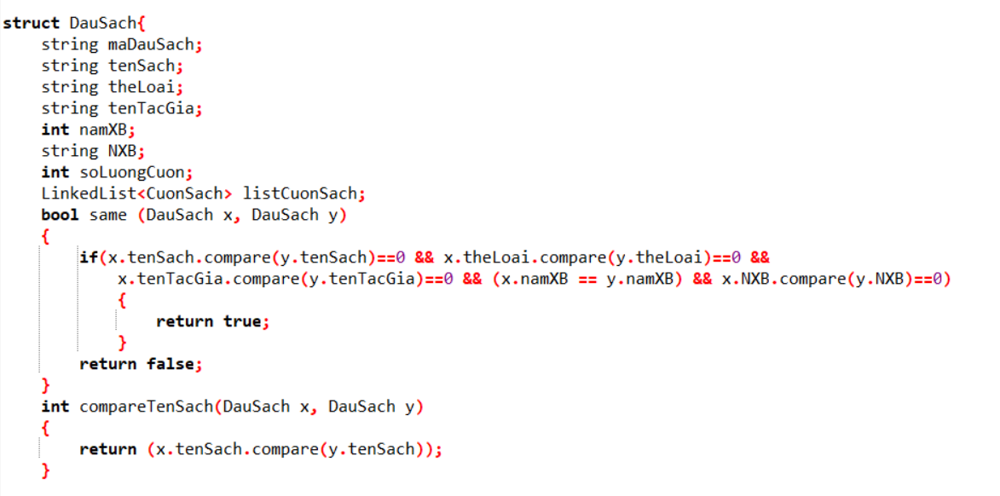 struct DauSach{
    string maDauSach;
    string tenSach;
    string theLoai;
    string tenTacGia;
    int namXB;
    string NXB;
    int soLuongCuon;
    LinkedList<CuonSach> listCuonSach;
    bool same (DauSach x, DauSach y)
    {
        if(x.tenSach.compare(y.tenSach)==0 && x.theLoai.compare(y.theLoai)==0 &&
            x.tenTacGia.compare(y.tenTacGia)==0 && (x.namXB == y.namXB) && x.NXB.compare(y.NXB)==0)
            {
                return true;
            }
        return false;
    }
    int compareTenSach(DauSach x, DauSach y)
    {
        return (x.tenSach.compare(y.tenSach));
    }